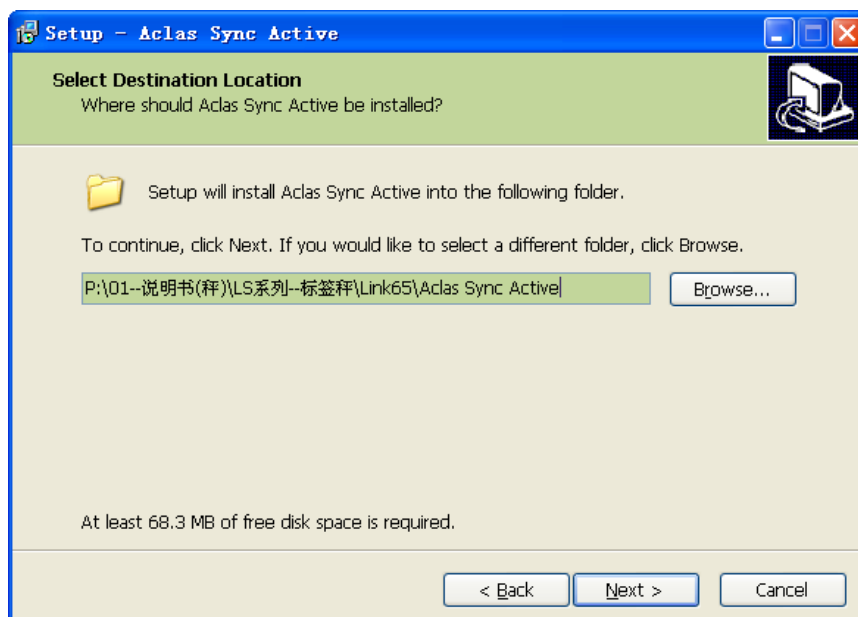 Setup - Aclas Sync Active
Select Destination Location
Where should Aclas Sync Active be installed?
Setup will install Aclas Sync Active into the following folder.
To continue, click Next. If you would like to select a different folder, click Browse.
P:\01--说明书(秤)\LS系列--标签秤\Link65\Aclas Sync Active
Browse...
At least 68.3 MB of free disk space is required.
< Back
Next >
Cancel